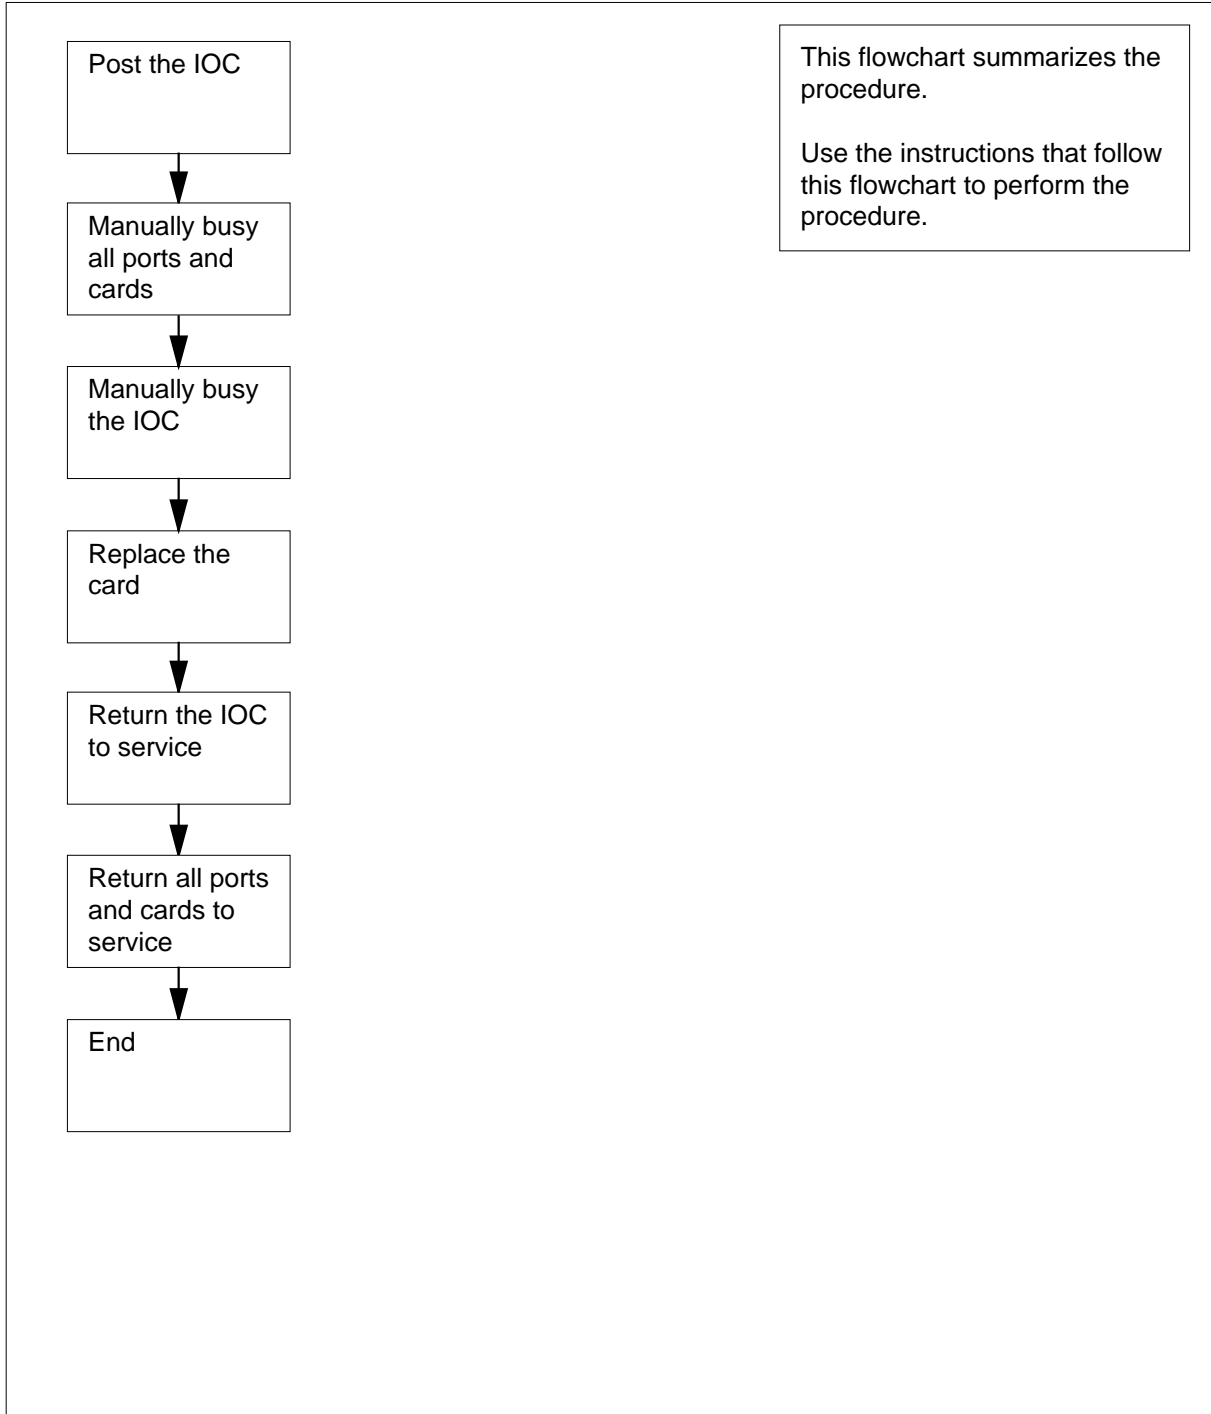 Post the IOC
This flowchart summarizes the
procedure.
Use the instructions that follow
this flowchart to perform the
procedure.
Manually busy
all ports and
cards
Manually busy
the IOC
Replace the
card
Return the IOC
to service
Return all ports
and cards to
service
End